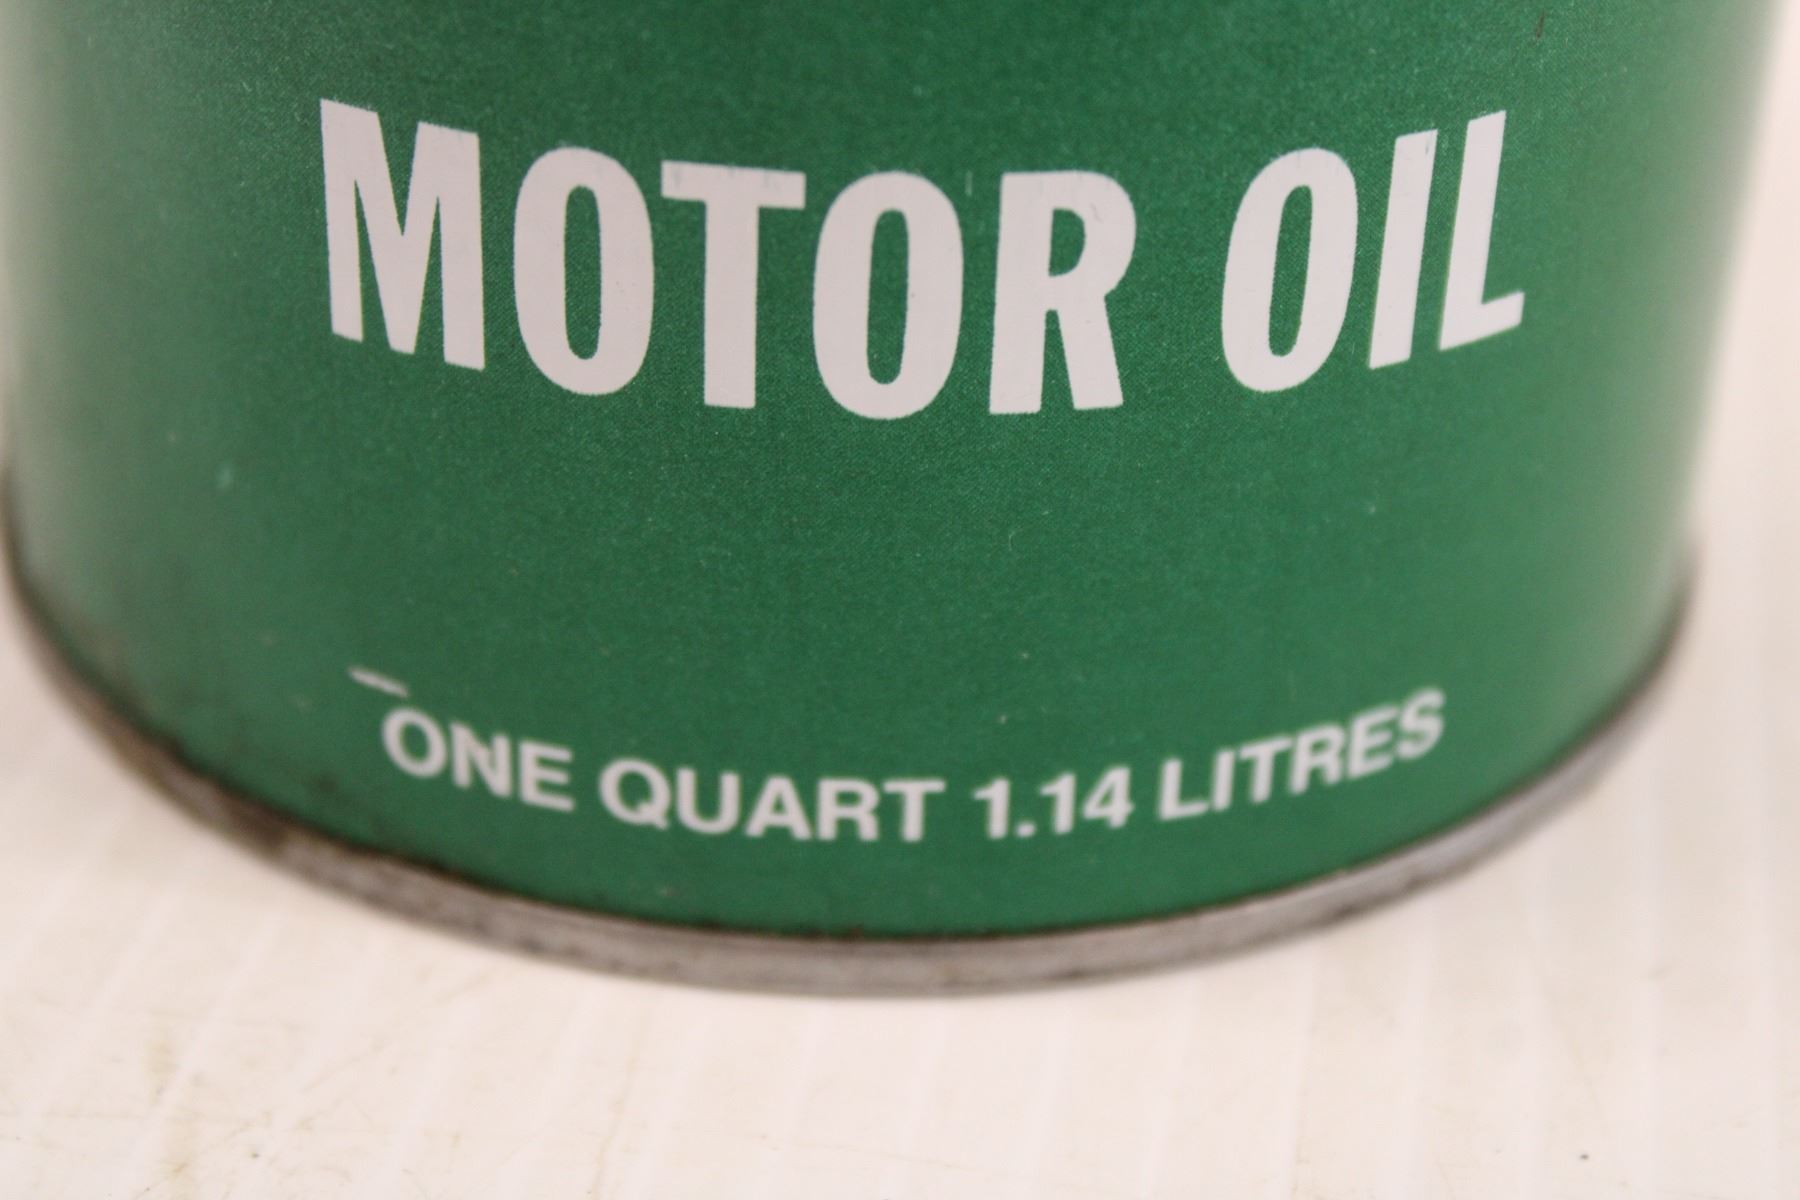 MOTOR OIL
ONE QUART 1.14 LITRES